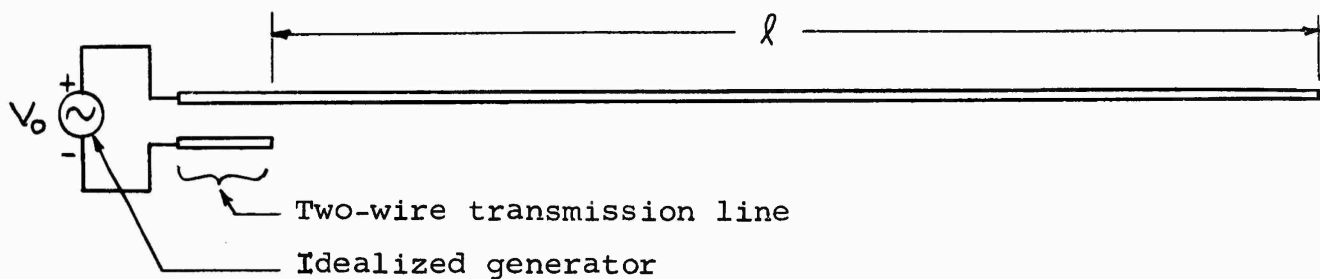 ℓ
+
V₀
-
Two-wire transmission line
Idealized generator